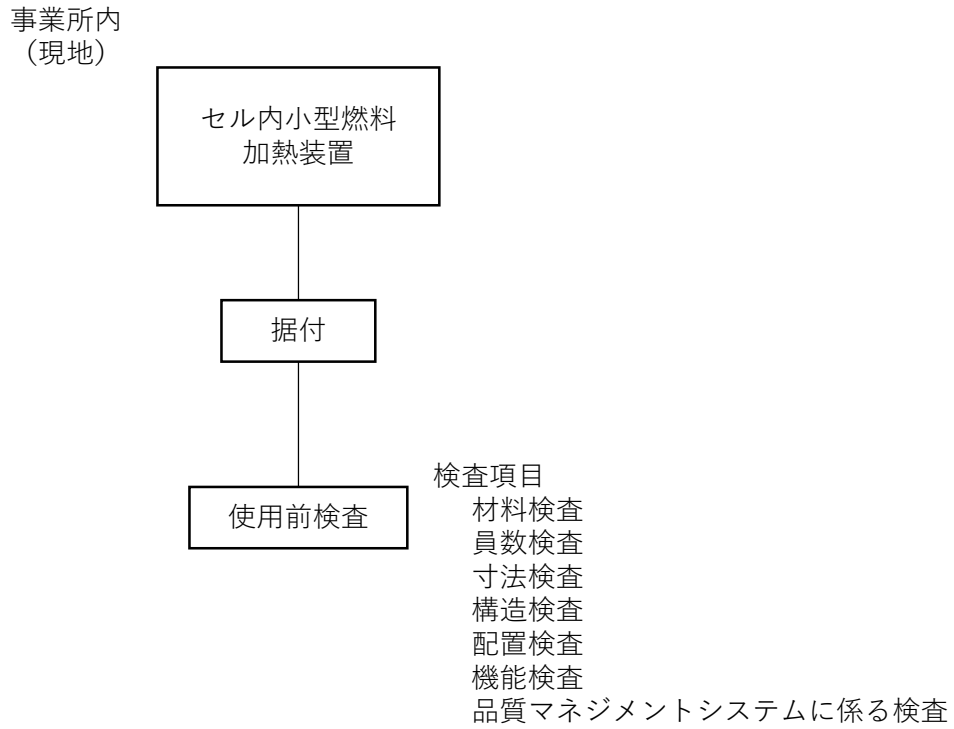 事業所内
（現地）
セル内小型燃料
加熱装置
据付
使用前検査
検査項目
材料検査
員数検査
寸法検査
構造検査
配置検査
機能検査
品質マネジメントシステムに係る検査